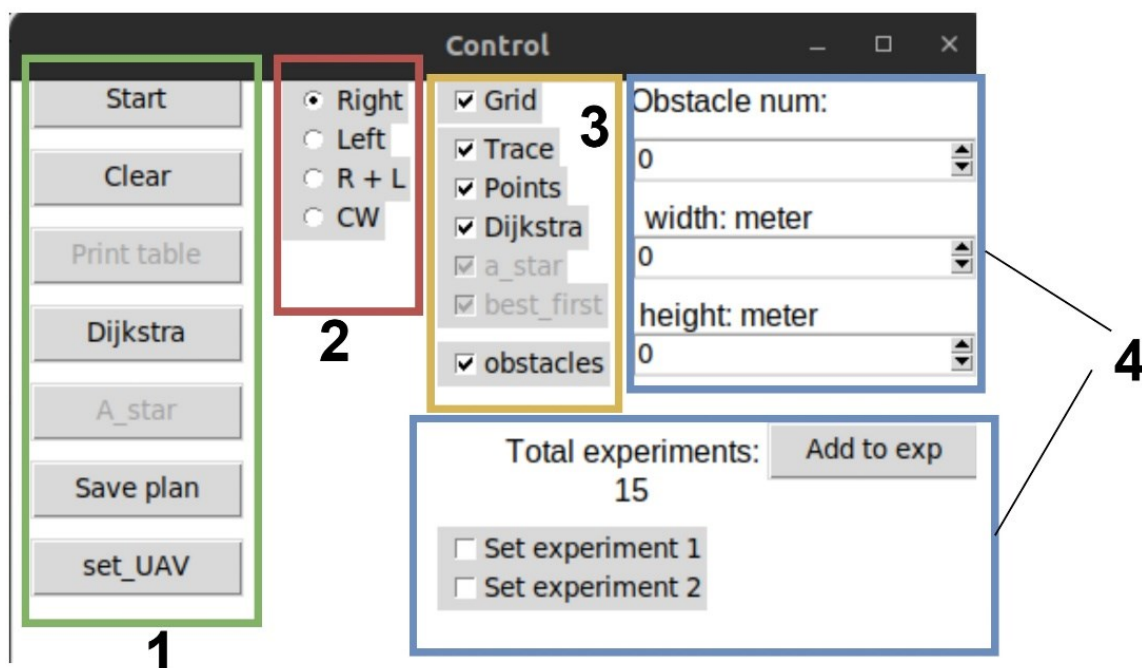 Control
Start
Clear
Print table
Dijkstra
A_star
Save plan
set_UAV
1
Right
Left
R + L
CW
2
Grid
Trace
Points
Dijkstra
a_star
best_first
obstacles
3
Obstacle num:
0
width: meter
0
height: meter
0
4
Total experiments:
15
Add to exp
Set experiment 1
Set experiment 2